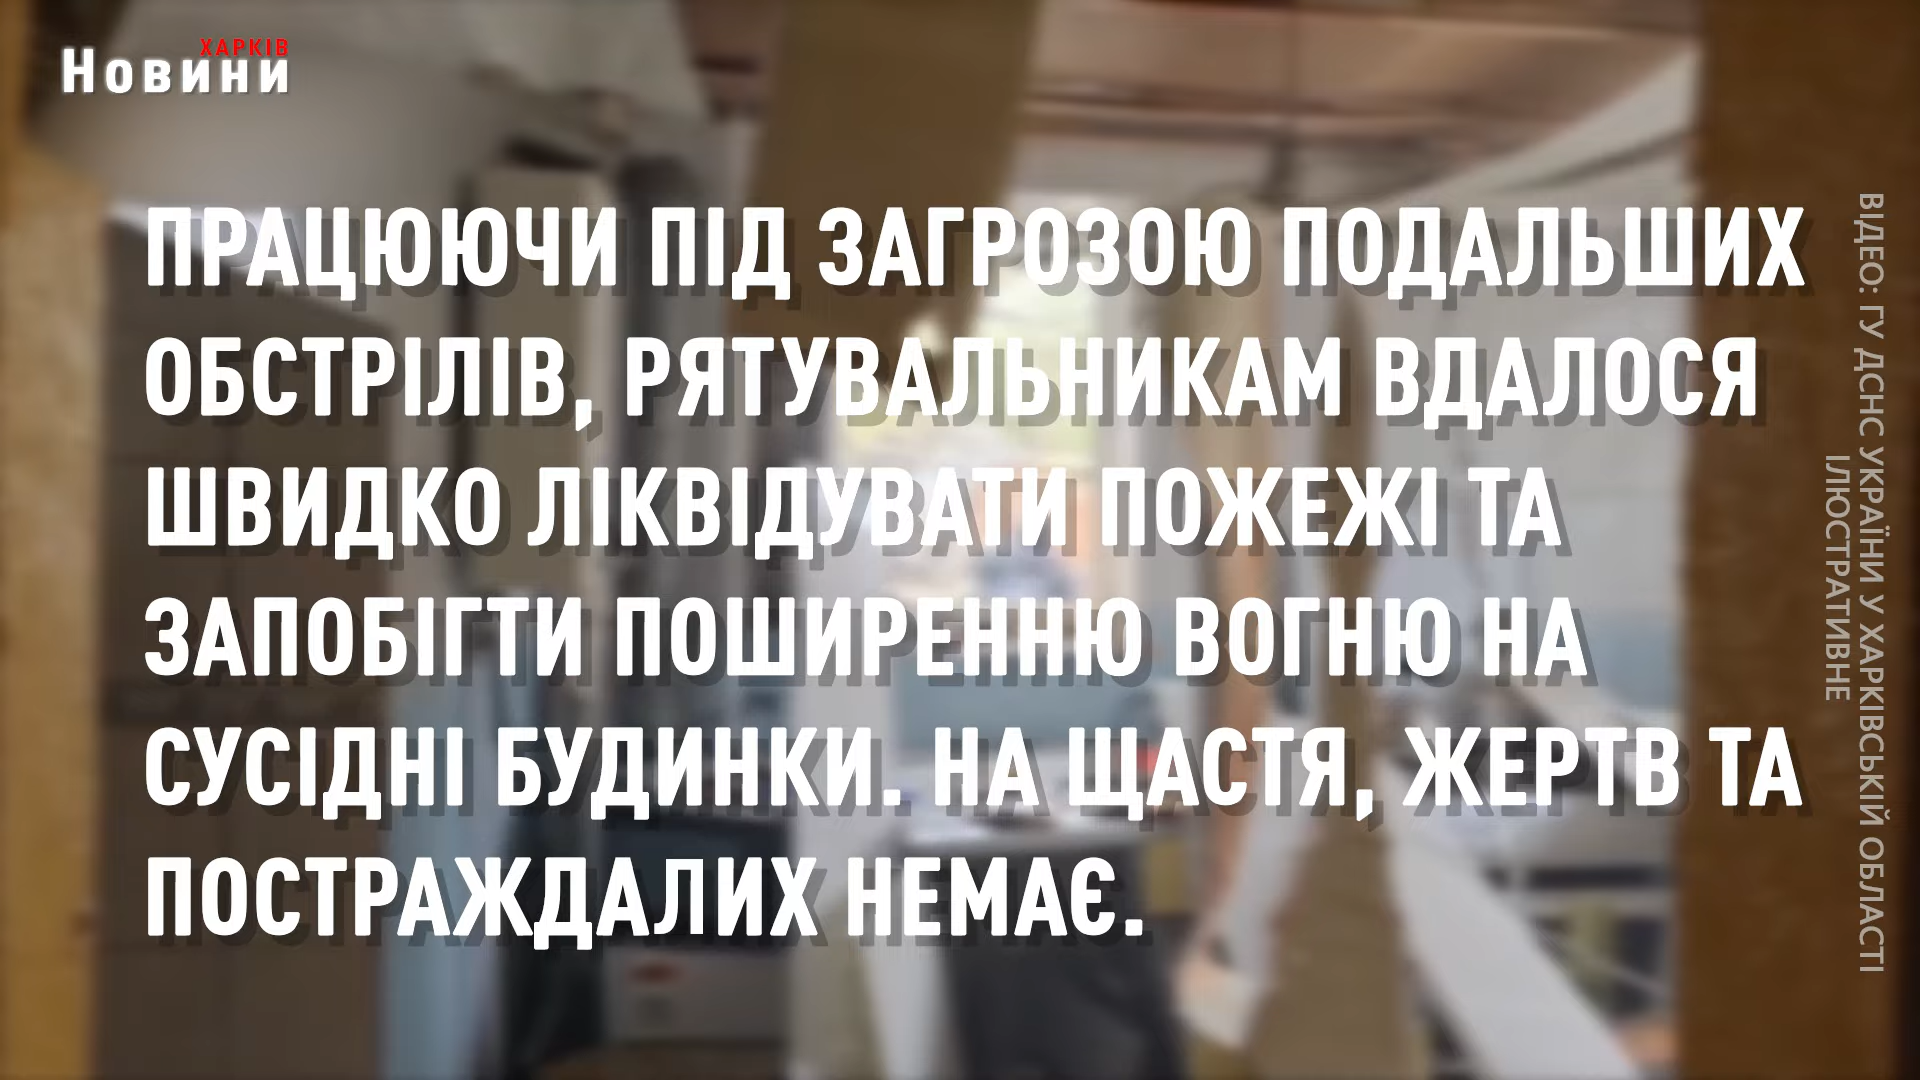 ХАРКІВ
Новини
ПРАЦЮЮЧИ ПІД ЗАГРОЗОЮ ПОДАЛЬШИХ
ОБСТРІЛІВ, РЯТУВАЛЬНИКАМ ВДАЛОСЯ
ШВИДКО ЛІКВІДУВАТИ ПОЖЕЖІ ТА
ЗАПОБІГТИ ПОШИРЕННЮ ВОГНЮ НА
СУСІДНІ БУДИНКИ. НА ЩАСТЯ, ЖЕРТВ ТА
ПОСТРАЖДАЛИХ НЕМАЄ.
ВІДЕО: ГУ ДСНС УКРАЇНИ У ХАРКІВСЬКІЙ ОБЛАСТІ
ІЛЮСТРАТИВНЕ